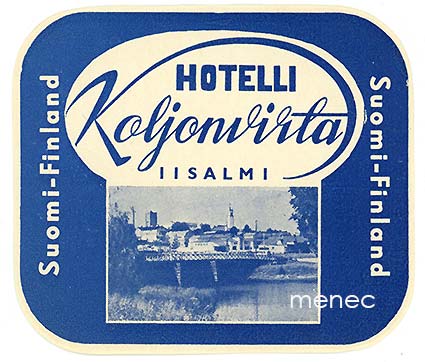 HOTELLI
Koljonvirta
IISALMI
Suomi-Finland
Suomi-Finland
menec